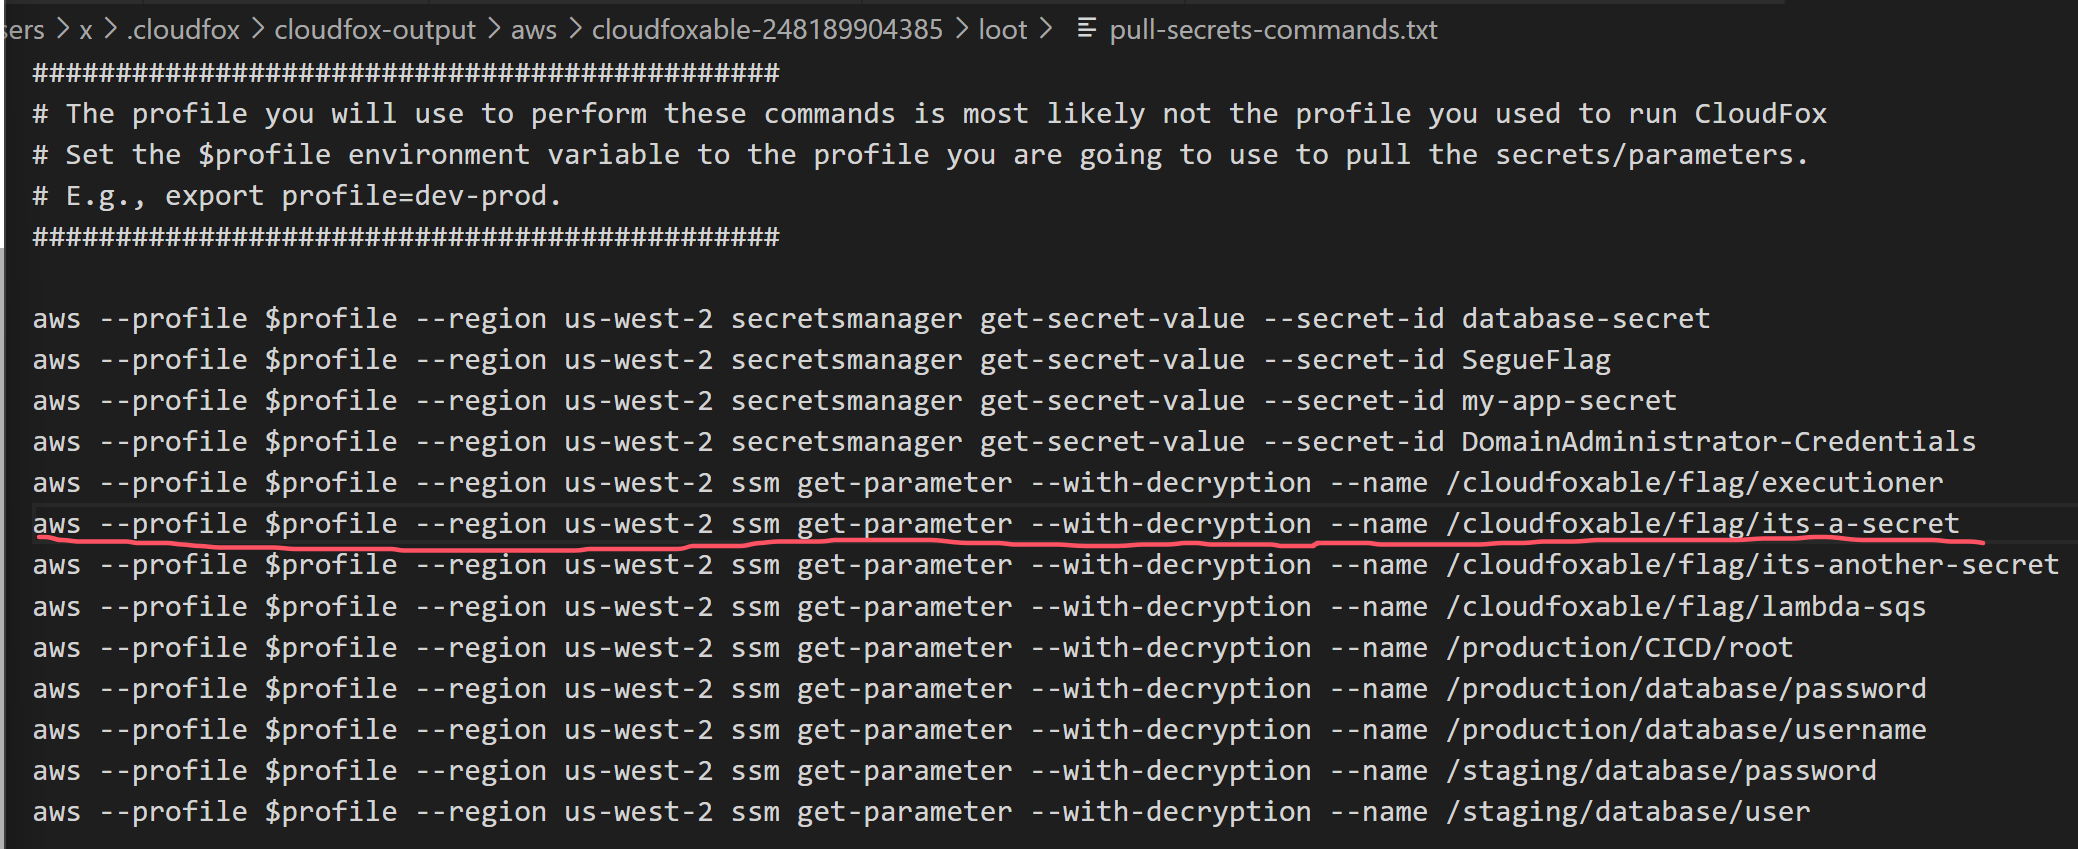 sers > x > .cloudfox > cloudfox-output > aws > cloudfoxable-248189904385 > loot > pull-secrets-commands.txt
#############################################
# The profile you will use to perform these commands is most likely not the profile you used to run CloudFox
# Set the $profile environment variable to the profile you are going to use to pull the secrets/parameters.
# E.g., export profile=dev-prod.
#############################################
aws --profile $profile --region us-west-2 secretsmanager get-secret-value --secret-id database-secret
aws --profile $profile --region us-west-2 secretsmanager get-secret-value --secret-id SegueFlag
aws --profile $profile --region us-west-2 secretsmanager get-secret-value --secret-id my-app-secret
aws --profile $profile --region us-west-2 secretsmanager get-secret-value --secret-id DomainAdministrator-Credentials
aws --profile $profile --region us-west-2 ssm get-parameter --with-decryption --name /cloudfoxable/flag/executioner
aws --profile $profile --region us-west-2 ssm get-parameter --with-decryption --name /cloudfoxable/flag/its-a-secret
aws --profile $profile --region us-west-2 ssm get-parameter --with-decryption --name /cloudfoxable/flag/its-another-secret
aws --profile $profile --region us-west-2 ssm get-parameter --with-decryption --name /cloudfoxable/flag/lambda-sqs
aws --profile $profile --region us-west-2 ssm get-parameter --with-decryption --name /production/CICD/root
aws --profile $profile --region us-west-2 ssm get-parameter --with-decryption --name /production/database/password
aws --profile $profile --region us-west-2 ssm get-parameter --with-decryption --name /production/database/username
aws --profile $profile --region us-west-2 ssm get-parameter --with-decryption --name /staging/database/password
aws --profile $profile --region us-west-2 ssm get-parameter --with-decryption --name /staging/database/user